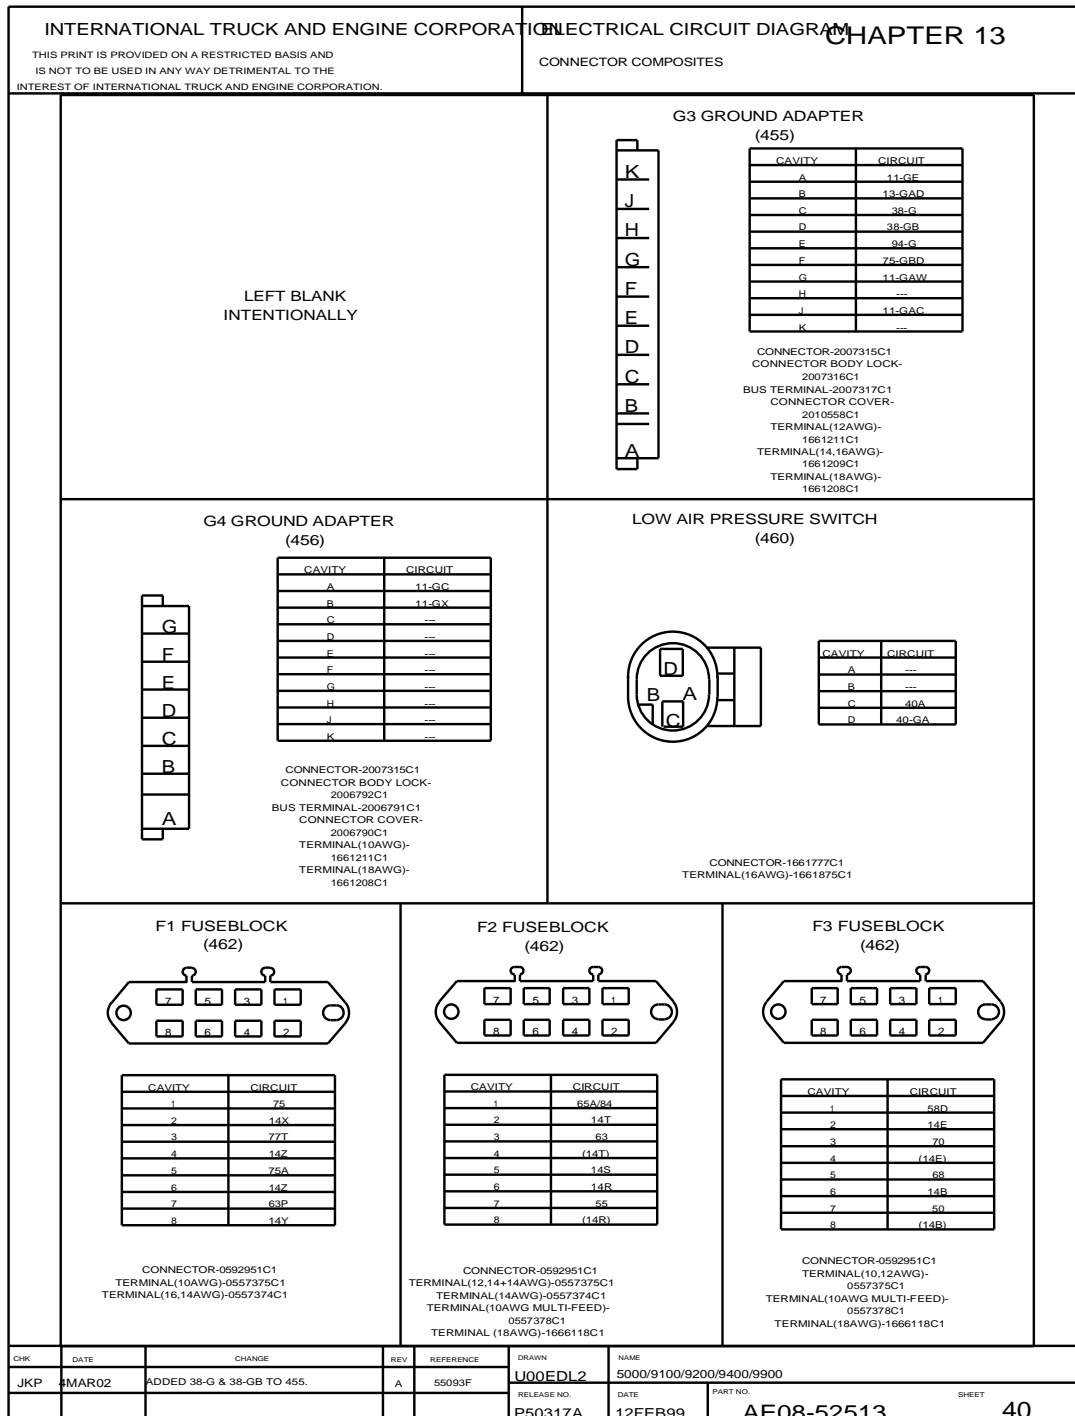 INTERNATIONAL TRUCK AND ENGINE CORPORATION
ELECTRICAL CIRCUIT DIAGRAM
CHAPTER 13
THIS PRINT IS PROVIDED ON A RESTRICTED BASIS AND
IS NOT TO BE USED IN ANY WAY DETRIMENTAL TO THE
INTEREST OF INTERNATIONAL TRUCK AND ENGINE CORPORATION.
CONNECTOR COMPOSITES
LEFT BLANK
INTENTIONALLY
G3 GROUND ADAPTER
(455)
K
J
H
G
F
E
D
C
B
A
CAVITY CIRCUIT
A 11-GE
B 13-GAD
C 38-G
D 38-GB
E 94-G
F 75-GBD
G 11-GAW
H ---
J 11-GAC
K ---
CONNECTOR-2007315C1
CONNECTOR BODY LOCK-
2007316C1
BUS TERMINAL-2007317C1
CONNECTOR COVER-
2010558C1
TERMINAL(12AWG)-
1661211C1
TERMINAL(14,16AWG)-
1661209C1
TERMINAL(18AWG)-
1661208C1
G4 GROUND ADAPTER
(456)
G
F
E
D
C
B
A
CAVITY CIRCUIT
A 11-GC
B 11-GX
C ---
D ---
E ---
F ---
G ---
H ---
J ---
K ---
CONNECTOR-2007315C1
CONNECTOR BODY LOCK-
2006792C1
BUS TERMINAL-2006791C1
CONNECTOR COVER-
2006790C1
TERMINAL(10AWG)-
1661211C1
TERMINAL(18AWG)-
1661208C1
LOW AIR PRESSURE SWITCH
(460)
D
B A
C
CAVITY CIRCUIT
A ---
B ---
C 40A
D 40-GA
CONNECTOR-1661777C1
TERMINAL(16AWG)-1661875C1
F1 FUSEBLOCK
(462)
7 5 3 1
8 6 4 2
CAVITY CIRCUIT
1 75
2 14X
3 77T
4 14Z
5 75A
6 14Z
7 63P
8 14Y
CONNECTOR-0592951C1
TERMINAL(10AWG)-0557375C1
TERMINAL(16,14AWG)-0557374C1
F2 FUSEBLOCK
(462)
7 5 3 1
8 6 4 2
CAVITY CIRCUIT
1 65A/84
2 14T
3 63
4 (14T)
5 14S
6 14R
7 55
8 (14R)
CONNECTOR-0592951C1
TERMINAL(12,14+14AWG)-0557375C1
TERMINAL(14AWG)-0557374C1
TERMINAL(10AWG MULTI-FEED)-
0557378C1
TERMINAL (18AWG)-1666118C1
F3 FUSEBLOCK
(462)
7 5 3 1
8 6 4 2
CAVITY CIRCUIT
1 58D
2 14E
3 70
4 (14E)
5 68
6 14B
7 50
8 (14B)
CONNECTOR-0592951C1
TERMINAL(10,12AWG)-
0557375C1
TERMINAL(10AWG MULTI-FEED)-
0557378C1
TERMINAL(18AWG)-1666118C1
CHK DATE CHANGE REV REFERENCE
JKP 4MAR02 ADDED 38-G & 38-GB TO 455. A 55093F
DRAWN
U00EDL2
NAME
5000/9100/9200/9400/9900
RELEASE NO.
P50317A
DATE
12FEB99
PART NO.
AE08-52513
SHEET
40